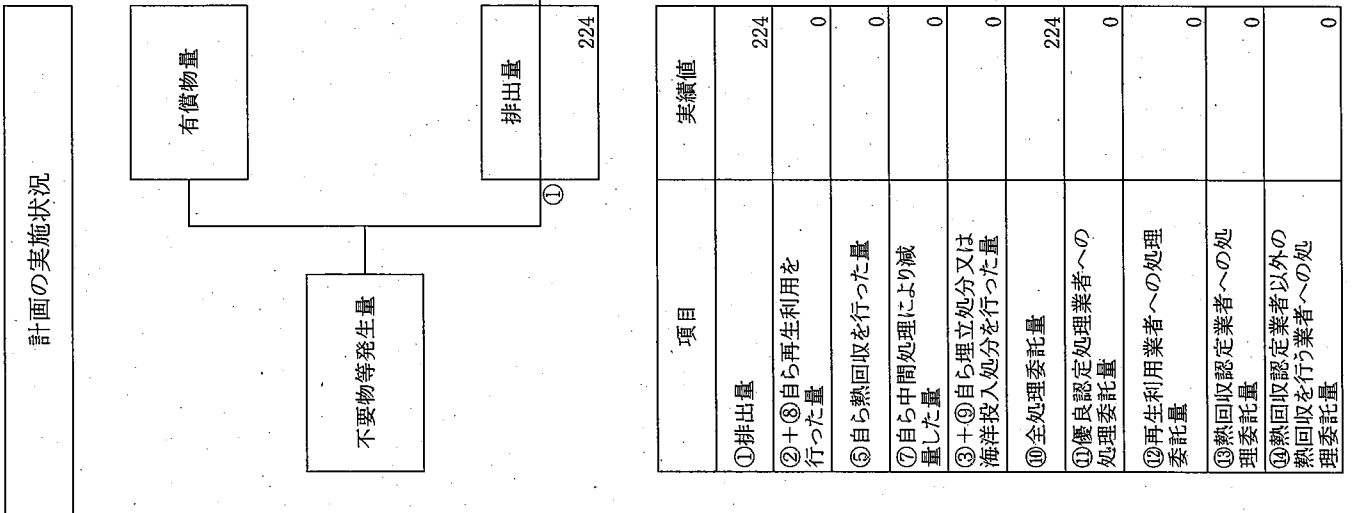 計画の実施状況
有償物量
不要物等発生量
排出量
①
224
項目
実績値
①排出量
224
②+⑧自ら再生利用を
行った量
0
⑤自ら熱回収を行った量
0
⑦自ら中間処理により減
量した量
0
③+⑨自ら埋立処分又は
海洋投入処分を行った量
0
⑩全処理委託量
224
⑪優良認定処理業者への
処理委託量
0
⑫再生利用業者への処理
委託量
0
⑬熱回収認定業者への処
理委託量
0
⑭熱回収認定業者以外の
熱回収を行う業者への処
理委託量
0